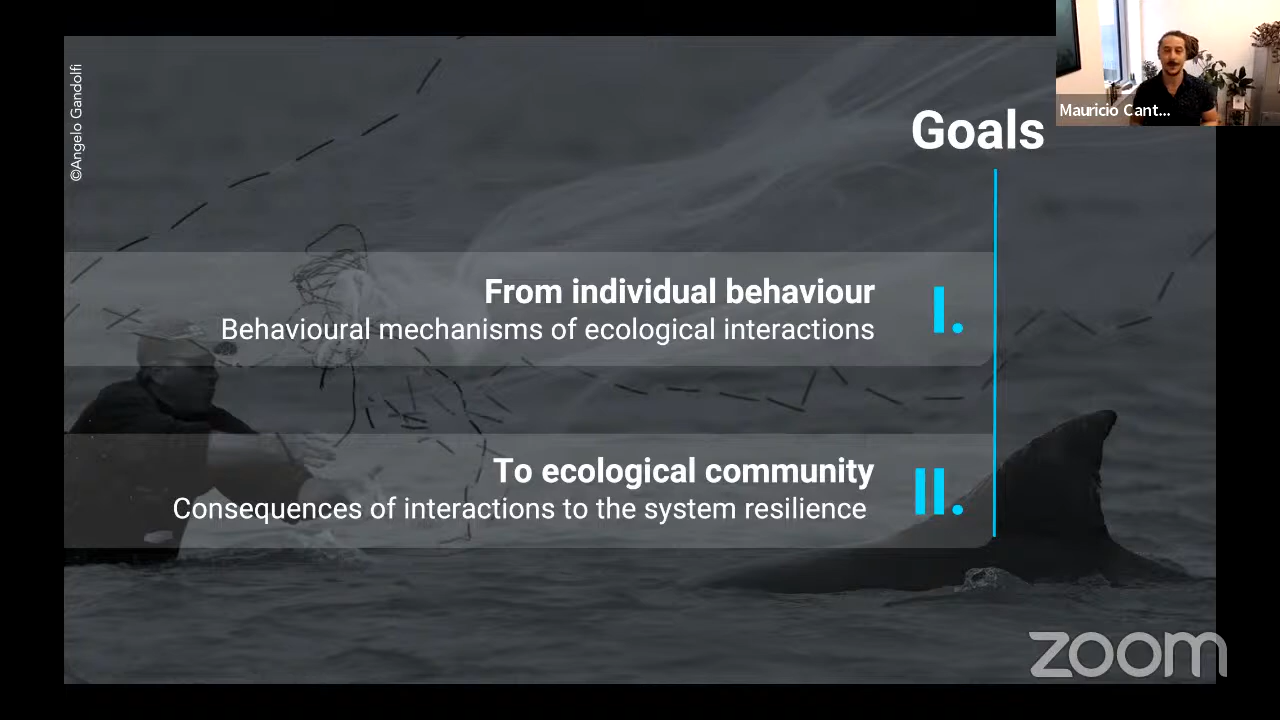 ©Angelo Gandolfi
Mauricio Cant...
Goals
From individual behaviour
Behavioural mechanisms of ecological interactions
I.
To ecological community
Consequences of interactions to the system resilience
II.
zoom